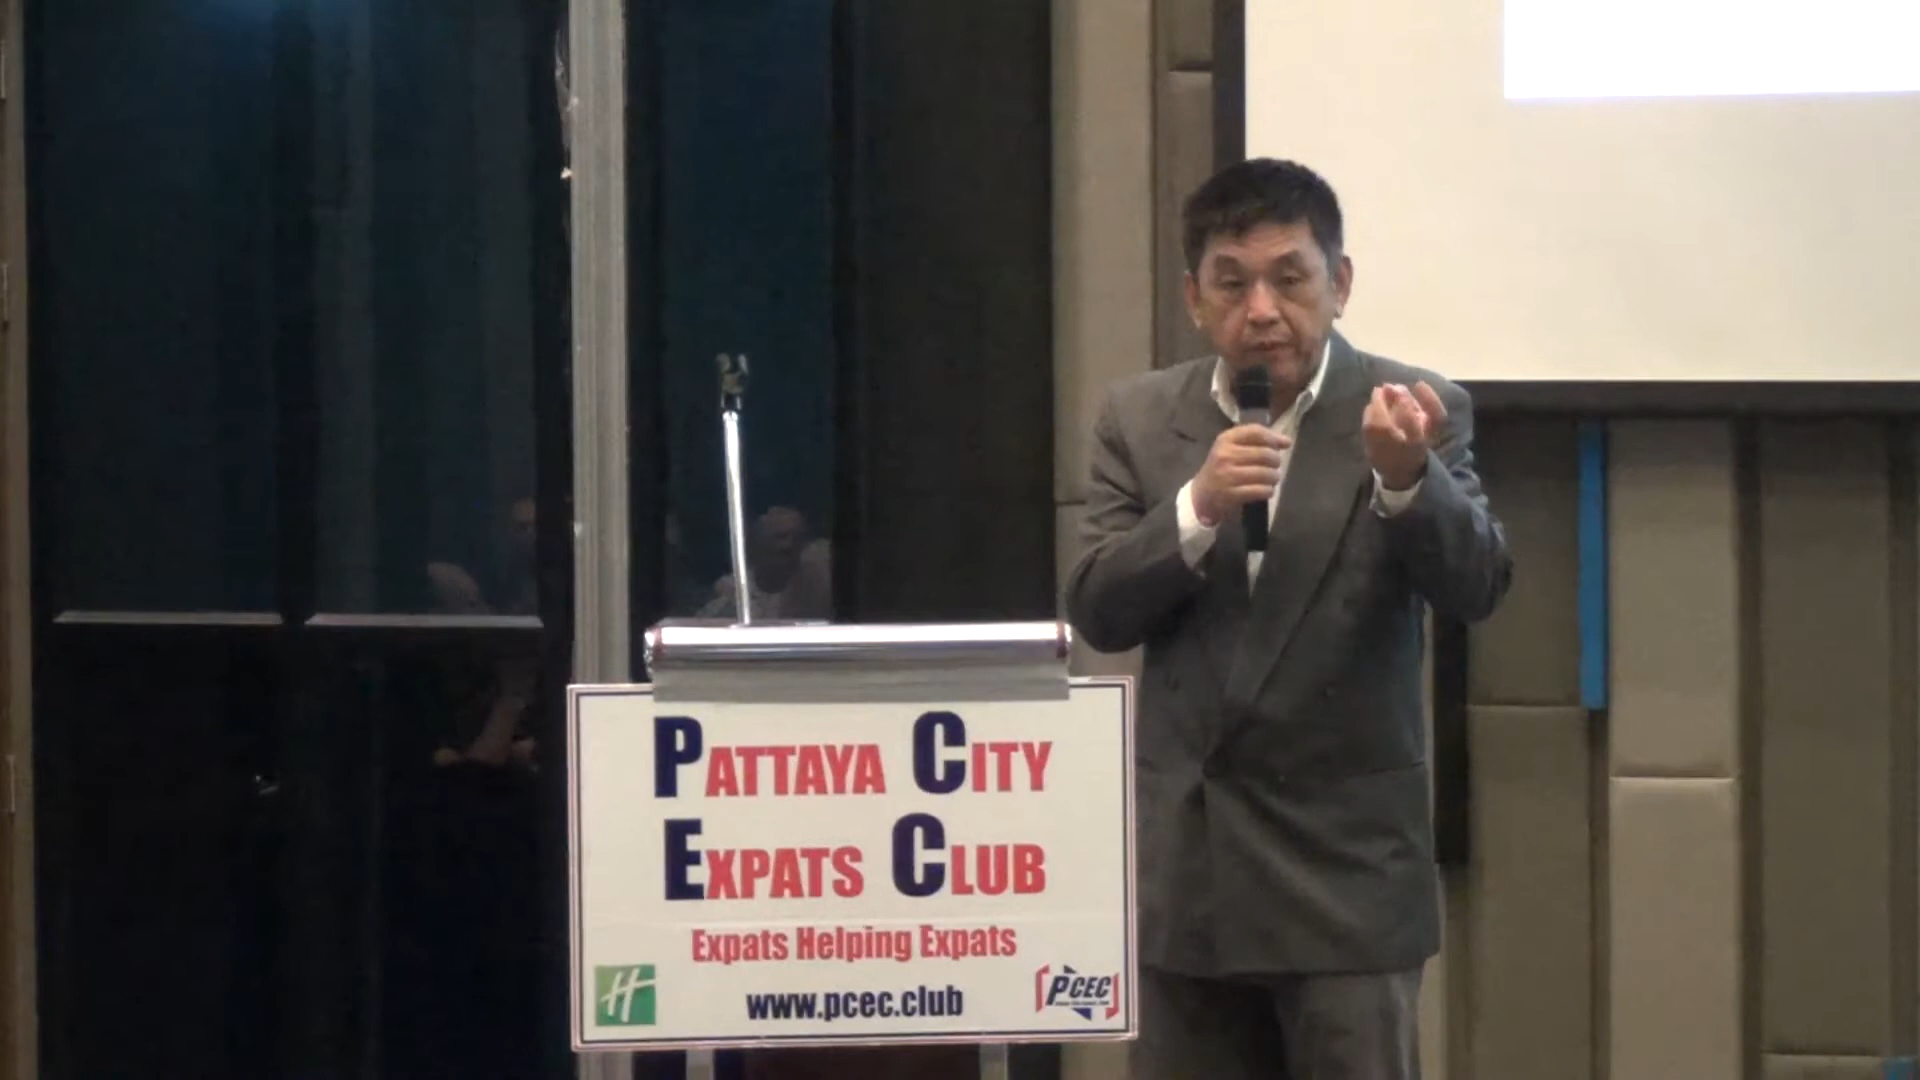 PATTAYA CITY
EXPATS CLUB
Expats Helping Expats
H
www.pcec.club
PCEC